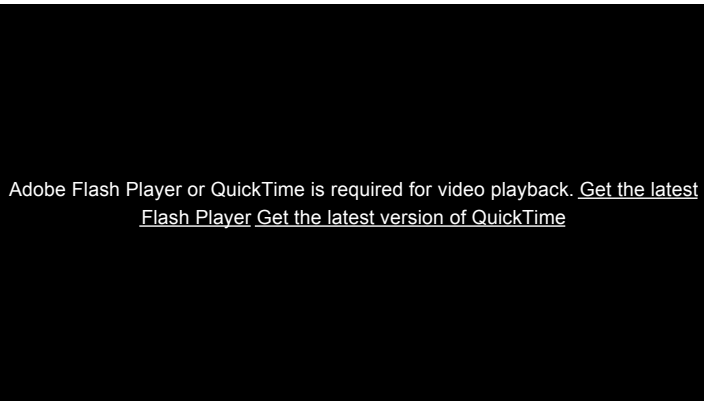 Adobe Flash Player or QuickTime is required for video playback. Get the latest
Flash Player Get the latest version of QuickTime